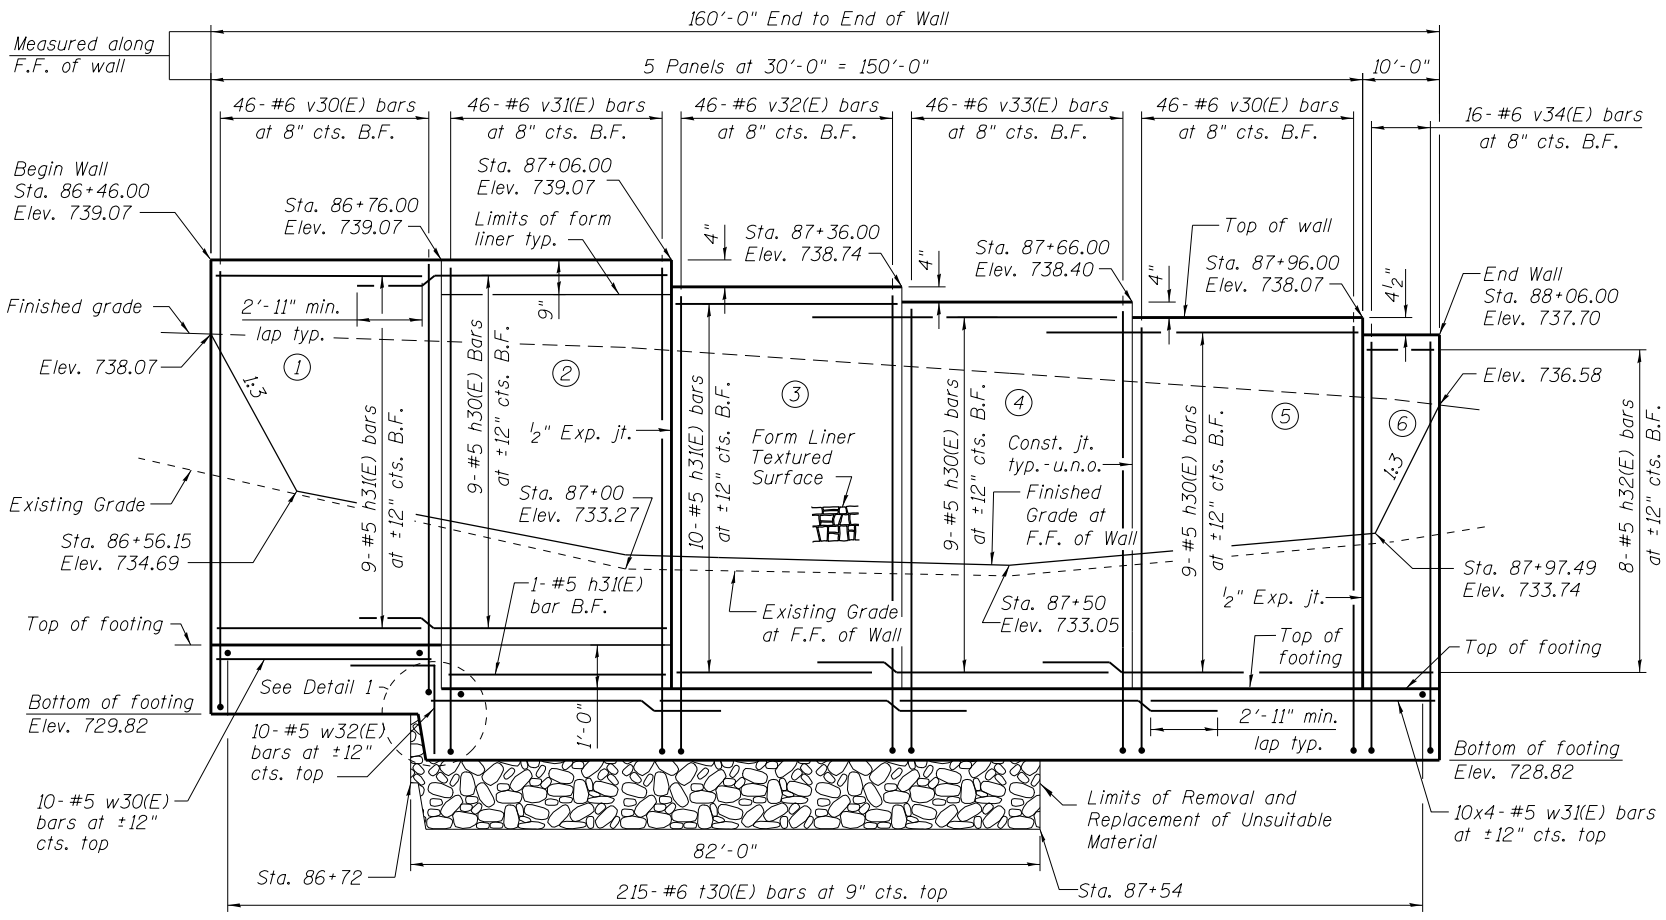 160'-0" End to End of Wall
Measured along
F.F. of wall
5 Panels at 30'-0" = 150'-0"
10'-0"
46-#6 v30(E) bars
at 8" cts. B.F.
46-#6 v31(E) bars
at 8" cts. B.F.
46-#6 v32(E) bars
at 8" cts. B.F.
46-#6 v33(E) bars
at 8" cts. B.F.
46-#6 v30(E) bars
at 8" cts. B.F.
16-#6 v34(E) bars
at 8" cts. B.F.
Begin Wall
Sta. 86+46.00
Elev. 739.07
Sta. 86+76.00
Elev. 739.07
Sta. 87+06.00
Elev. 739.07
Limits of form
liner typ.
4"
Sta. 87+36.00
Elev. 738.74
4"
Sta. 87+66.00
Elev. 738.40
4"
Top of wall
Sta. 87+96.00
Elev. 738.07
4½"
End Wall
Sta. 88+06.00
Elev. 737.70
Finished grade
2'-11" min.
lap typ.
9"
Elev. 738.07
1:3
1
2
3
4
5
6
Elev. 736.58
1:3
9-#5 h31(E) bars
at ±12" cts. B.F.
9-#5 h30(E) Bars
at ±12" cts. B.F.
10-#5 h31(E) bars
at ±12" cts. B.F.
9-#5 h30(E) bars
at ±12" cts. B.F.
9-#5 h30(E) bars
at ±12" cts. B.F.
8-#5 h32(E) bars
at ±12" cts. B.F.
½" Exp. jt.
Form Liner
Textured
Surface
Const. jt.
typ.-u.n.o.
Existing Grade
Sta. 87+00
Elev. 733.27
Finished
Grade at
F.F. of Wall
Sta. 86+56.15
Elev. 734.69
1-#5 h31(E)
bar B.F.
Existing Grade
at F.F. of Wall
Sta. 87+50
Elev. 733.05
½" Exp. jt.
Sta. 87+97.49
Elev. 733.74
Top of footing
Top of
footing
Top of footing
See Detail 1
Bottom of footing
Elev. 729.82
10-#5 w32(E)
bars at ±12"
cts. top
1'-0"
2'-11" min.
lap typ.
Bottom of footing
Elev. 728.82
10-#5 w30(E)
bars at ±12"
cts. top
Limits of Removal and
Replacement of Unsuitable
Material
10x4-#5 w31(E) bars
at ±12" cts. top
82'-0"
Sta. 86+72
215-#6 t30(E) bars at 9" cts. top
Sta. 87+54